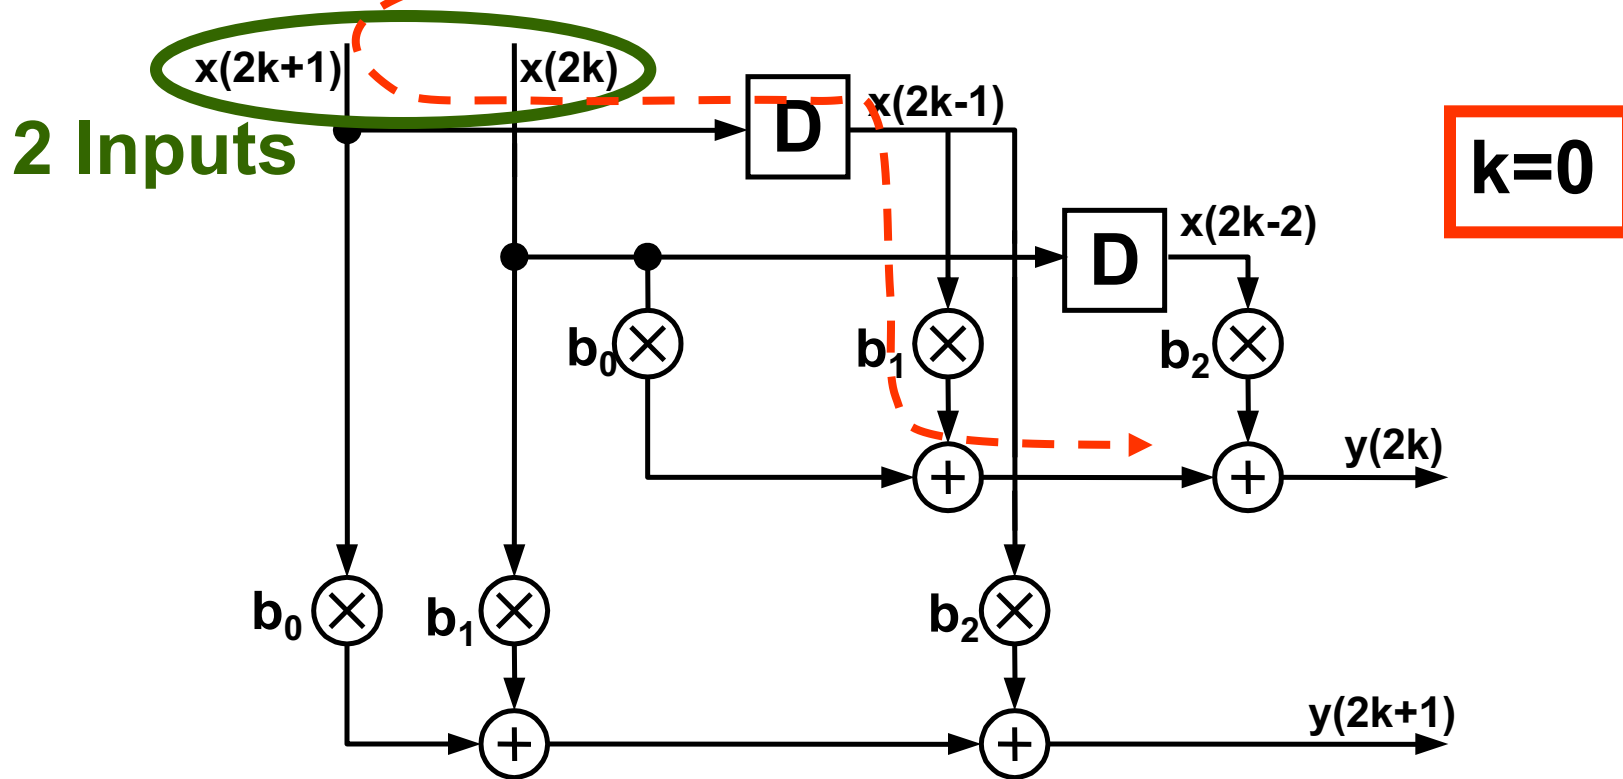 x(2k+1)
x(2k)
2 Inputs
D
x(2k-1)
k=0
D
x(2k-2)
b₀
b₁
b₂
y(2k)
b₀
b₁
b₂
y(2k+1)